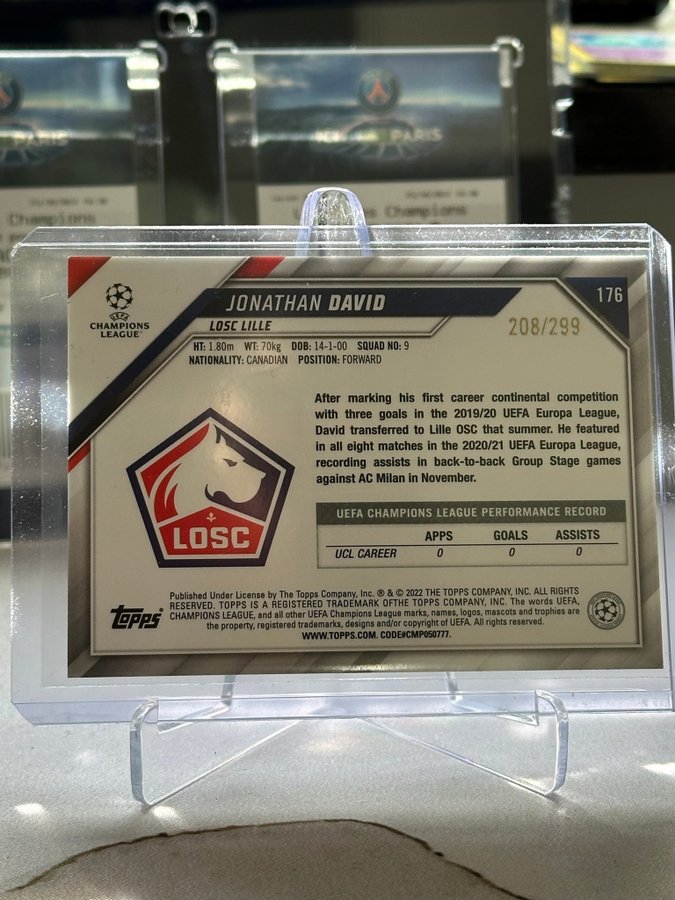 PARIS
PARIS
Champions
Champions
UEFA
CHAMPIONS
LEAGUE®
JONATHAN DAVID
176
LOSC LILLE
208/299
HT: 1.80m WT: 70kg DOB: 14-1-00 SQUAD NO: 9
NATIONALITY: CANADIAN POSITION: FORWARD
After marking his first career continental competition
with three goals in the 2019/20 UEFA Europa League,
David transferred to Lille OSC that summer. He featured
in all eight matches in the 2020/21 UEFA Europa League,
recording assists in back-to-back Group Stage games
against AC Milan in November.
LOSC
UEFA CHAMPIONS LEAGUE PERFORMANCE RECORD
APPS GOALS ASSISTS
UCL CAREER 0 0 0
Topps®
Published Under License by The Topps Company, Inc. ® & © 2022 THE TOPPS COMPANY, INC. ALL RIGHTS
RESERVED. TOPPS IS A REGISTERED TRADEMARK OFTHE TOPPS COMPANY, INC. The words UEFA,
CHAMPIONS LEAGUE, and all other UEFA Champions League marks, names, logos, mascots and trophies are
the property, registered trademarks, designs and/or copyright of UEFA. All rights reserved.
WWW.TOPPS.COM. CODE#CMP050777.